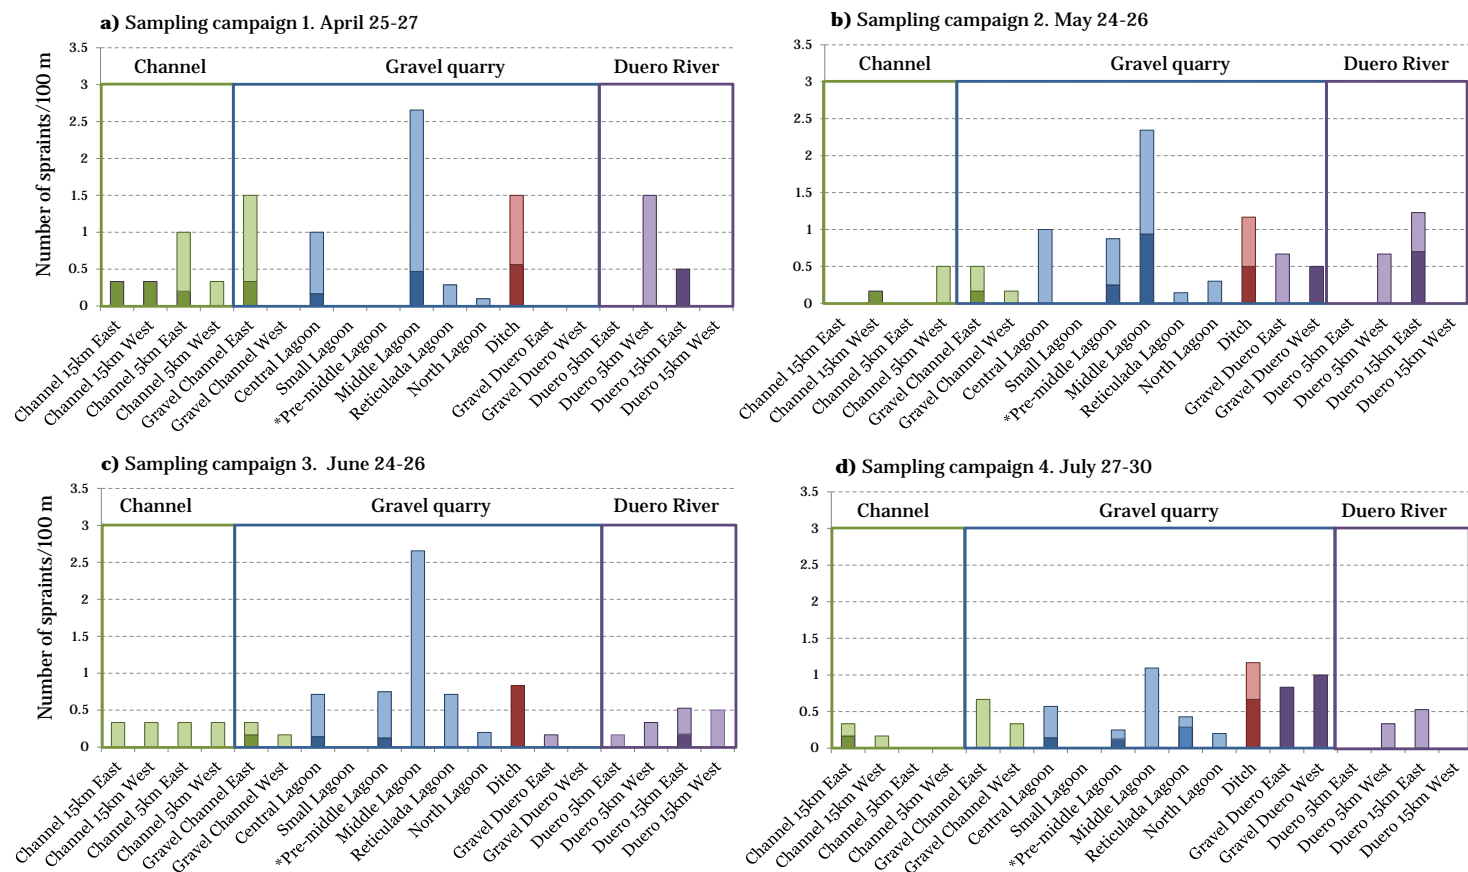 a) Sampling campaign 1. April 25-27
3.5
3
2.5
2
1.5
1
0.5
0
Number of spraints/100 m
Channel
Gravel quarry
Duero River
Channel 15km East
Channel 15km West
Channel 5km East
Channel 5km West
Gravel Channel East
Gravel Channel West
Central Lagoon
Small Lagoon
*Pre-middle Lagoon
Middle Lagoon
Reticulada Lagoon
North Lagoon
Ditch
Gravel Duero East
Gravel Duero West
Duero 5km East
Duero 5km West
Duero 15km East
Duero 15km West
b) Sampling campaign 2. May 24-26
3.5
3
2.5
2
1.5
1
0.5
0
Channel
Gravel quarry
Duero River
Channel 15km East
Channel 15km West
Channel 5km East
Channel 5km West
Gravel Channel East
Gravel Channel West
Central Lagoon
Small Lagoon
*Pre-middle Lagoon
Middle Lagoon
Reticulada Lagoon
North Lagoon
Ditch
Gravel Duero East
Gravel Duero West
Duero 5km East
Duero 5km West
Duero 15km East
Duero 15km West
c) Sampling campaign 3. June 24-26
3.5
3
2.5
2
1.5
1
0.5
0
Number of spraints/100 m
Channel
Gravel quarry
Duero River
Channel 15km East
Channel 15km West
Channel 5km East
Channel 5km West
Gravel Channel East
Gravel Channel West
Central Lagoon
Small Lagoon
*Pre-middle Lagoon
Middle Lagoon
Reticulada Lagoon
North Lagoon
Ditch
Gravel Duero East
Gravel Duero West
Duero 5km East
Duero 5km West
Duero 15km East
Duero 15km West
d) Sampling campaign 4. July 27-30
3.5
3
2.5
2
1.5
1
0.5
0
Channel
Gravel quarry
Duero River
Channel 15km East
Channel 15km West
Channel 5km East
Channel 5km West
Gravel Channel East
Gravel Channel West
Central Lagoon
Small Lagoon
*Pre-middle Lagoon
Middle Lagoon
Reticulada Lagoon
North Lagoon
Ditch
Gravel Duero East
Gravel Duero West
Duero 5km East
Duero 5km West
Duero 15km East
Duero 15km West